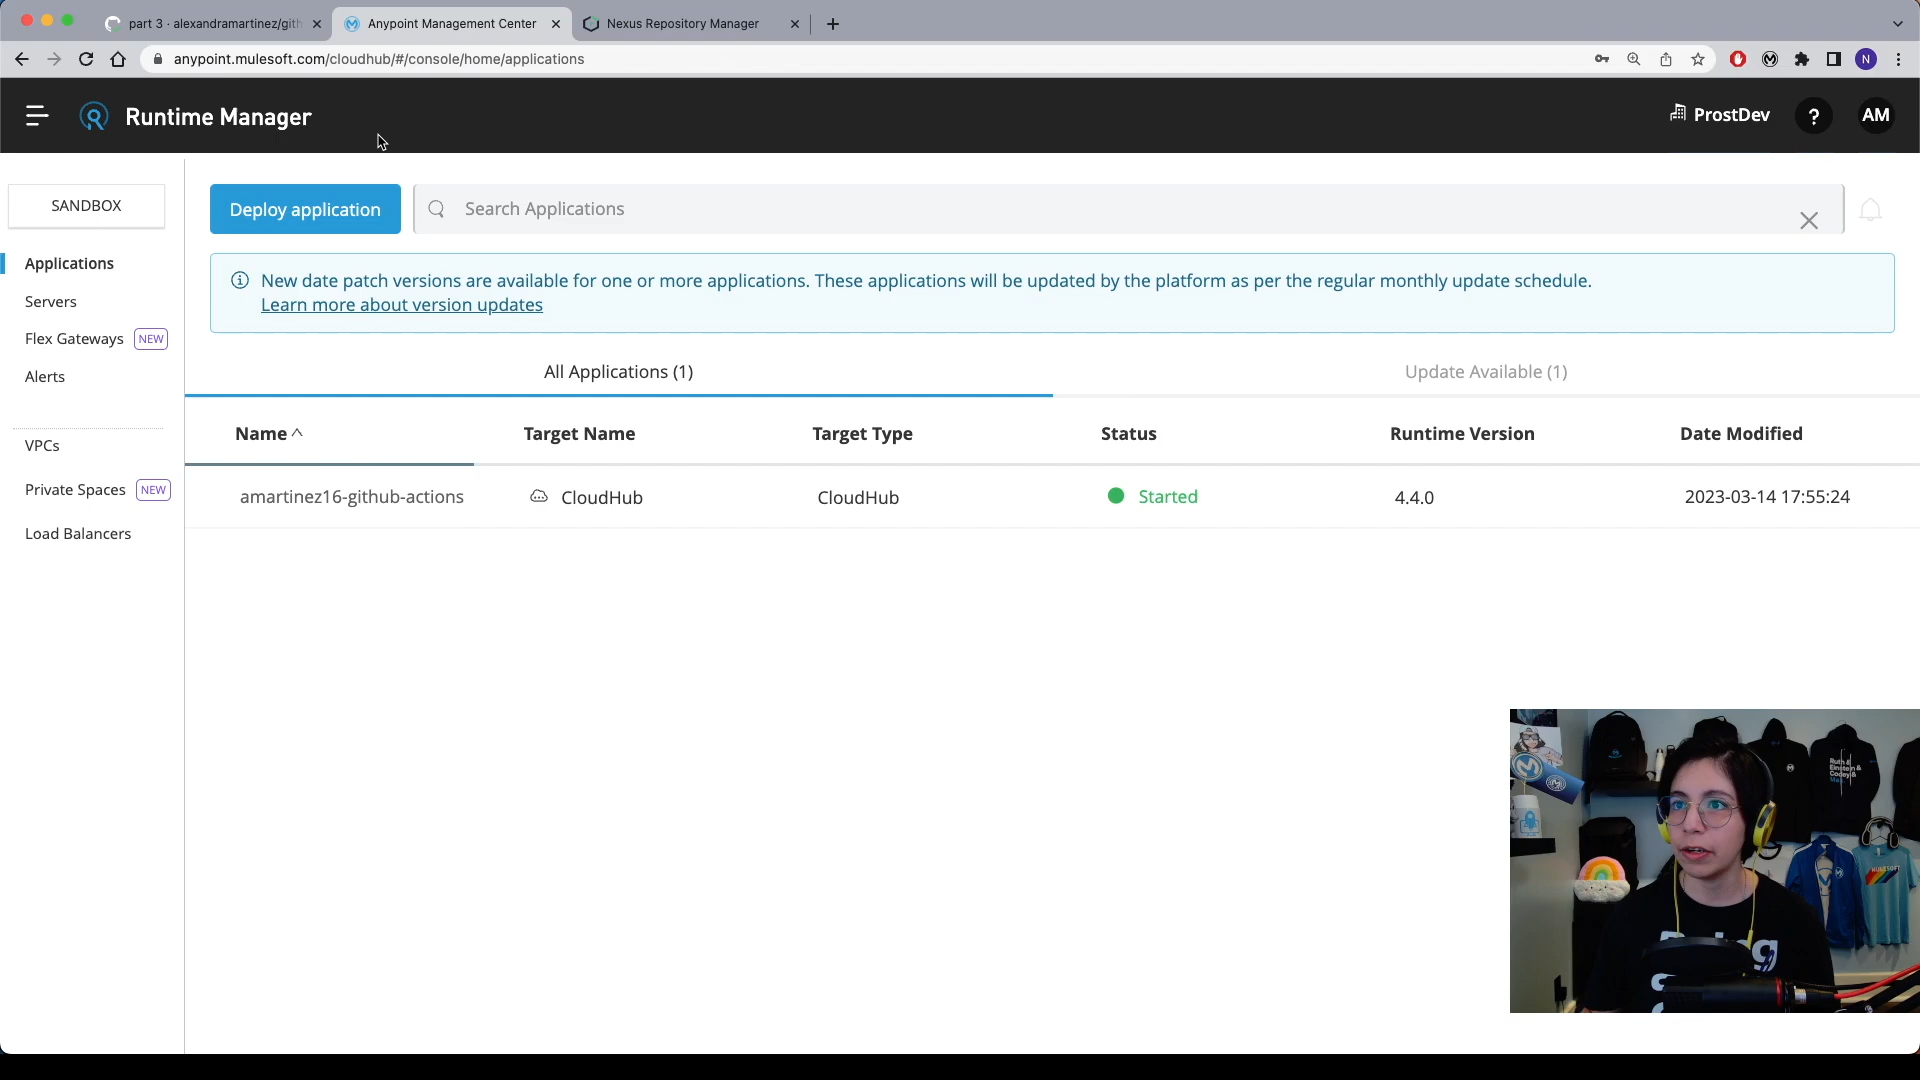 part 3 · alexandramartinez/gith
Anypoint Management Center
Nexus Repository Manager
anypoint.mulesoft.com/cloudhub/#/console/home/applications
N
Runtime Manager
ProstDev
?
AM
SANDBOX
Applications
Servers
Flex Gateways NEW
Alerts
VPCs
Private Spaces NEW
Load Balancers
Deploy application
Search Applications
New date patch versions are available for one or more applications. These applications will be updated by the platform as per the regular monthly update schedule.
Learn more about version updates
All Applications (1)
Update Available (1)
Name
Target Name
Target Type
Status
Runtime Version
Date Modified
amartinez16-github-actions
CloudHub
CloudHub
Started
4.4.0
2023-03-14 17:55:24
Ruth &
Einstein &
Codey &
MULESOFT